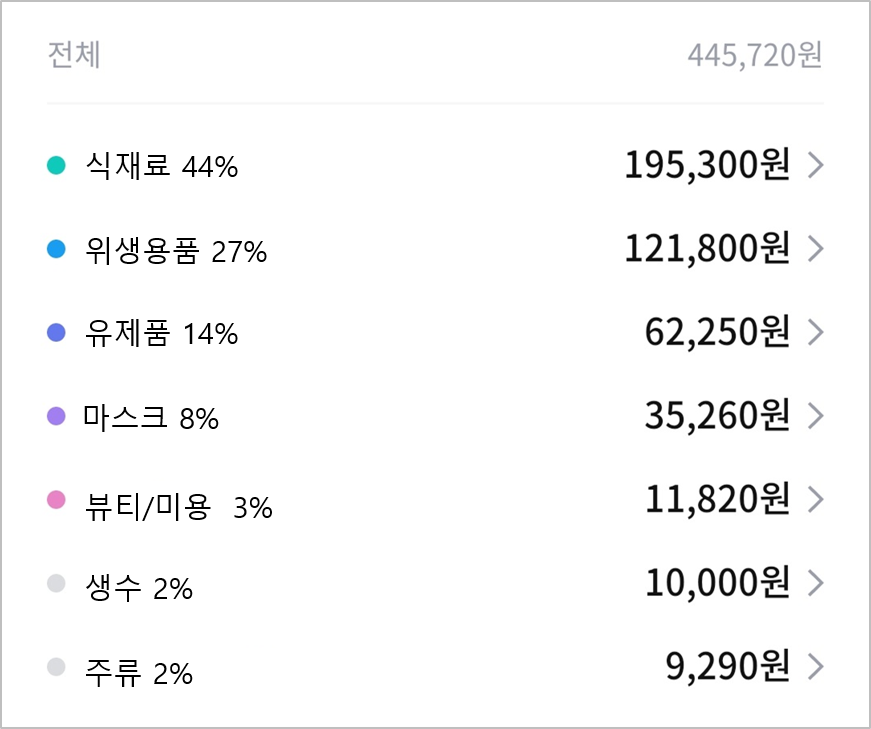 전체 445,720원
식재료 44% 195,300원
위생용품 27% 121,800원
유제품 14% 62,250원
마스크 8% 35,260원
뷰티/미용 3% 11,820원
생수 2% 10,000원
주류 2% 9,290원